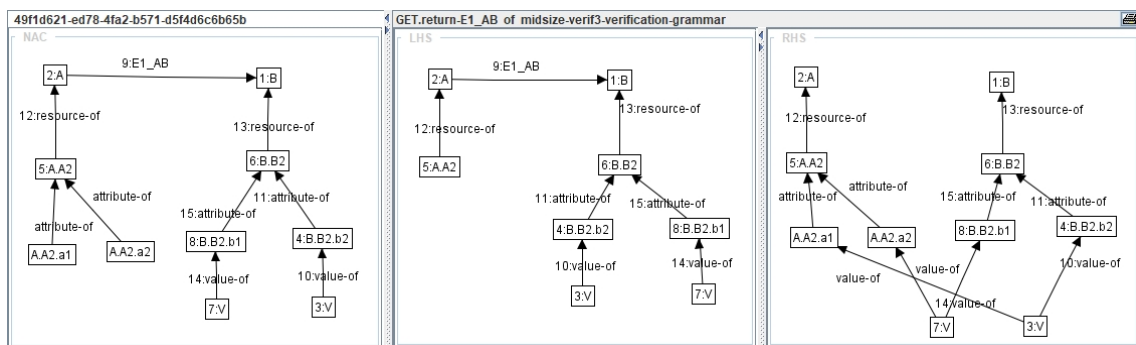 49f1d621-ed78-4fa2-b571-d5f4d6c6b65b
GET.return-E1_AB of midsize-verif3-verification-grammar
NAC
9:E1_AB
2:A
1:B
12:resource-of
13:resource-of
5:A.A2
6:B.B2
attribute-of
11:attribute-of
15:attribute-of
attribute-of
A.A2.a1
A.A2.a2
8:B.B2.b1
4:B.B2.b2
14:value-of
10:value-of
7:V
3:V
LHS
9:E1_AB
2:A
1:B
13:resource-of
12:resource-of
5:A.A2
6:B.B2
11:attribute-of
15:attribute-of
4:B.B2.b2
8:B.B2.b1
10:value-of
14:value-of
3:V
7:V
RHS
2:A
1:B
13:resource-of
12:resource-of
5:A.A2
6:B.B2
attribute-of
attribute-of
15:attribute-of
11:attribute-of
A.A2.a1
A.A2.a2
8:B.B2.b1
4:B.B2.b2
value-of
value-of
10:value-of
14:value-of
7:V
3:V